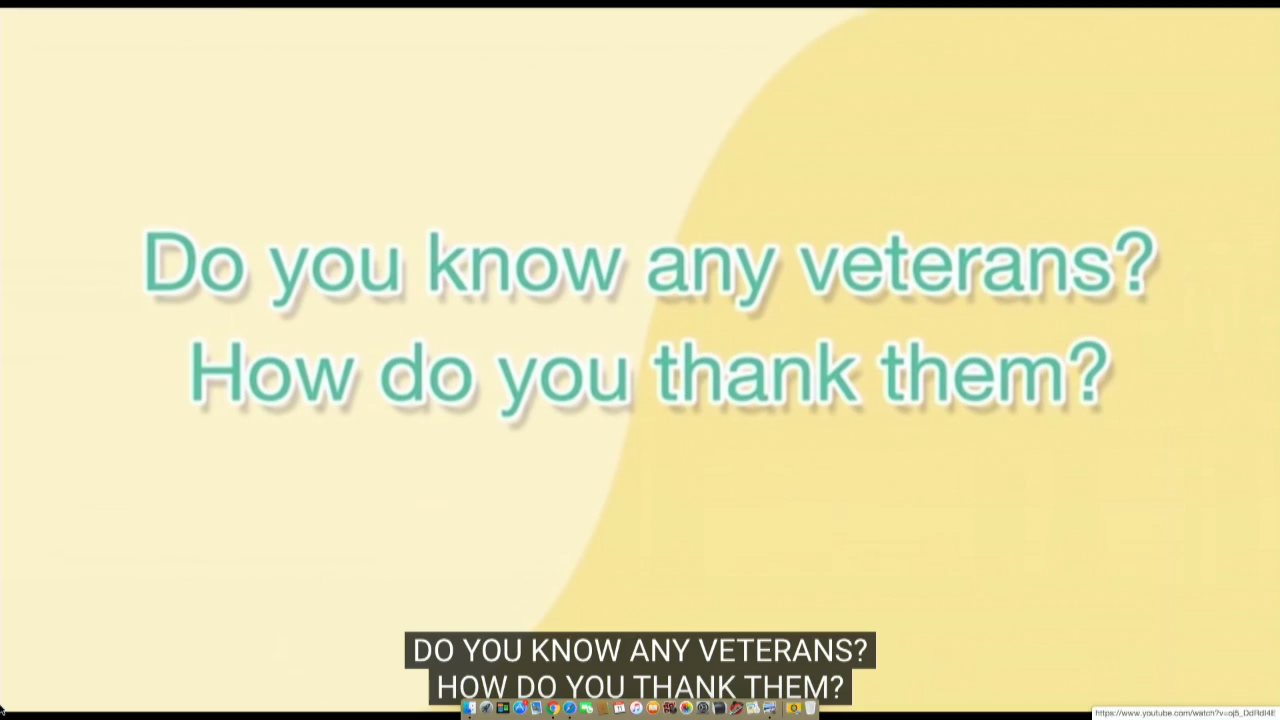 Do you know any veterans?
How do you thank them?
DO YOU KNOW ANY VETERANS?
HOW DO YOU THANK THEM?